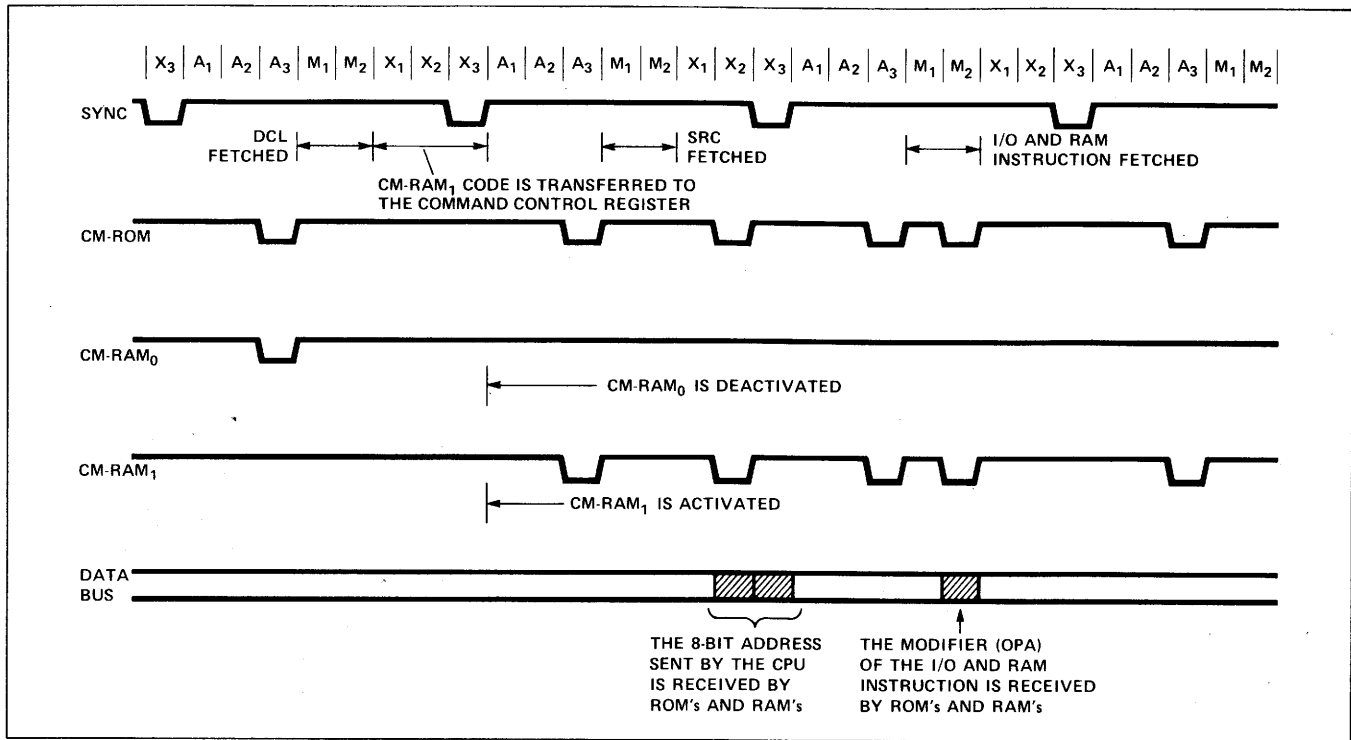 X3 A1 A2 A3 M1 M2 X1 X2 X3 A1 A2 A3 M1 M2 X1 X2 X3 A1 A2 A3 M1 M2 X1 X2 X3 A1 A2 A3 M1 M2
SYNC
DCL
FETCHED
SRC
FETCHED
I/O AND RAM
INSTRUCTION FETCHED
CM-RAM1 CODE IS TRANSFERRED TO
THE COMMAND CONTROL REGISTER
CM-ROM
CM-RAM0
CM-RAM0 IS DEACTIVATED
CM-RAM1
CM-RAM1 IS ACTIVATED
DATA
BUS
THE 8-BIT ADDRESS
SENT BY THE CPU
IS RECEIVED BY
ROM's AND RAM's
THE MODIFIER (OPA)
OF THE I/O AND RAM
INSTRUCTION IS RECEIVED
BY ROM's AND RAM's